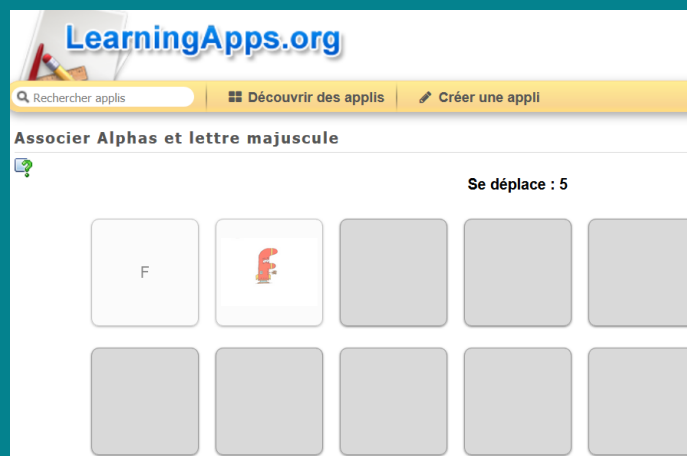 LearningApps.org
Rechercher applis
Découvrir des applis
Créer une appli
Associer Alphas et lettre majuscule
Se déplace : 5
F